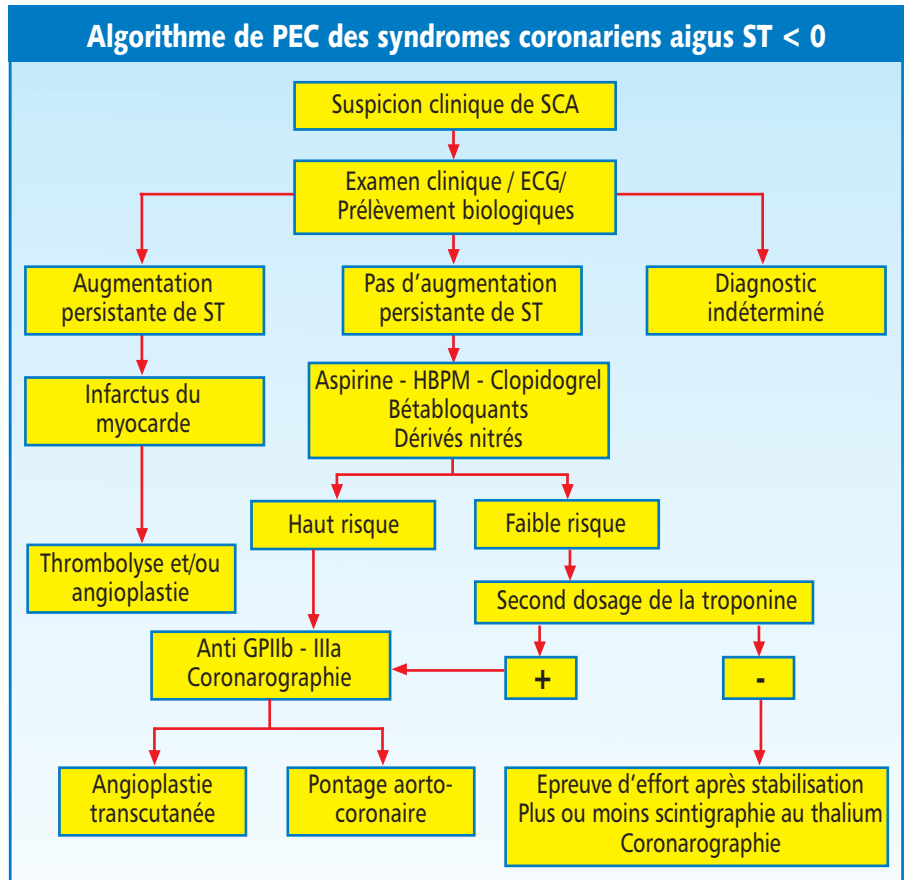 Algorithme de PEC des syndromes coronariens aigus ST < 0
Suspicion clinique de SCA
Examen clinique / ECG/
Prélèvement biologiques
Augmentation
persistante de ST
Pas d'augmentation
persistante de ST
Diagnostic
indéterminé
Infarctus du
myocarde
Aspirine - HBPM - Clopidogrel
Bétabloquants
Dérivés nitrés
Haut risque
Faible risque
Thrombolyse et/ou
angioplastie
Second dosage de la troponine
Anti GPIIb - IIIa
Coronarographie
+
-
Angioplastie
transcutanée
Pontage aorto-
coronaire
Epreuve d'effort après stabilisation
Plus ou moins scintigraphie au thalium
Coronarographie